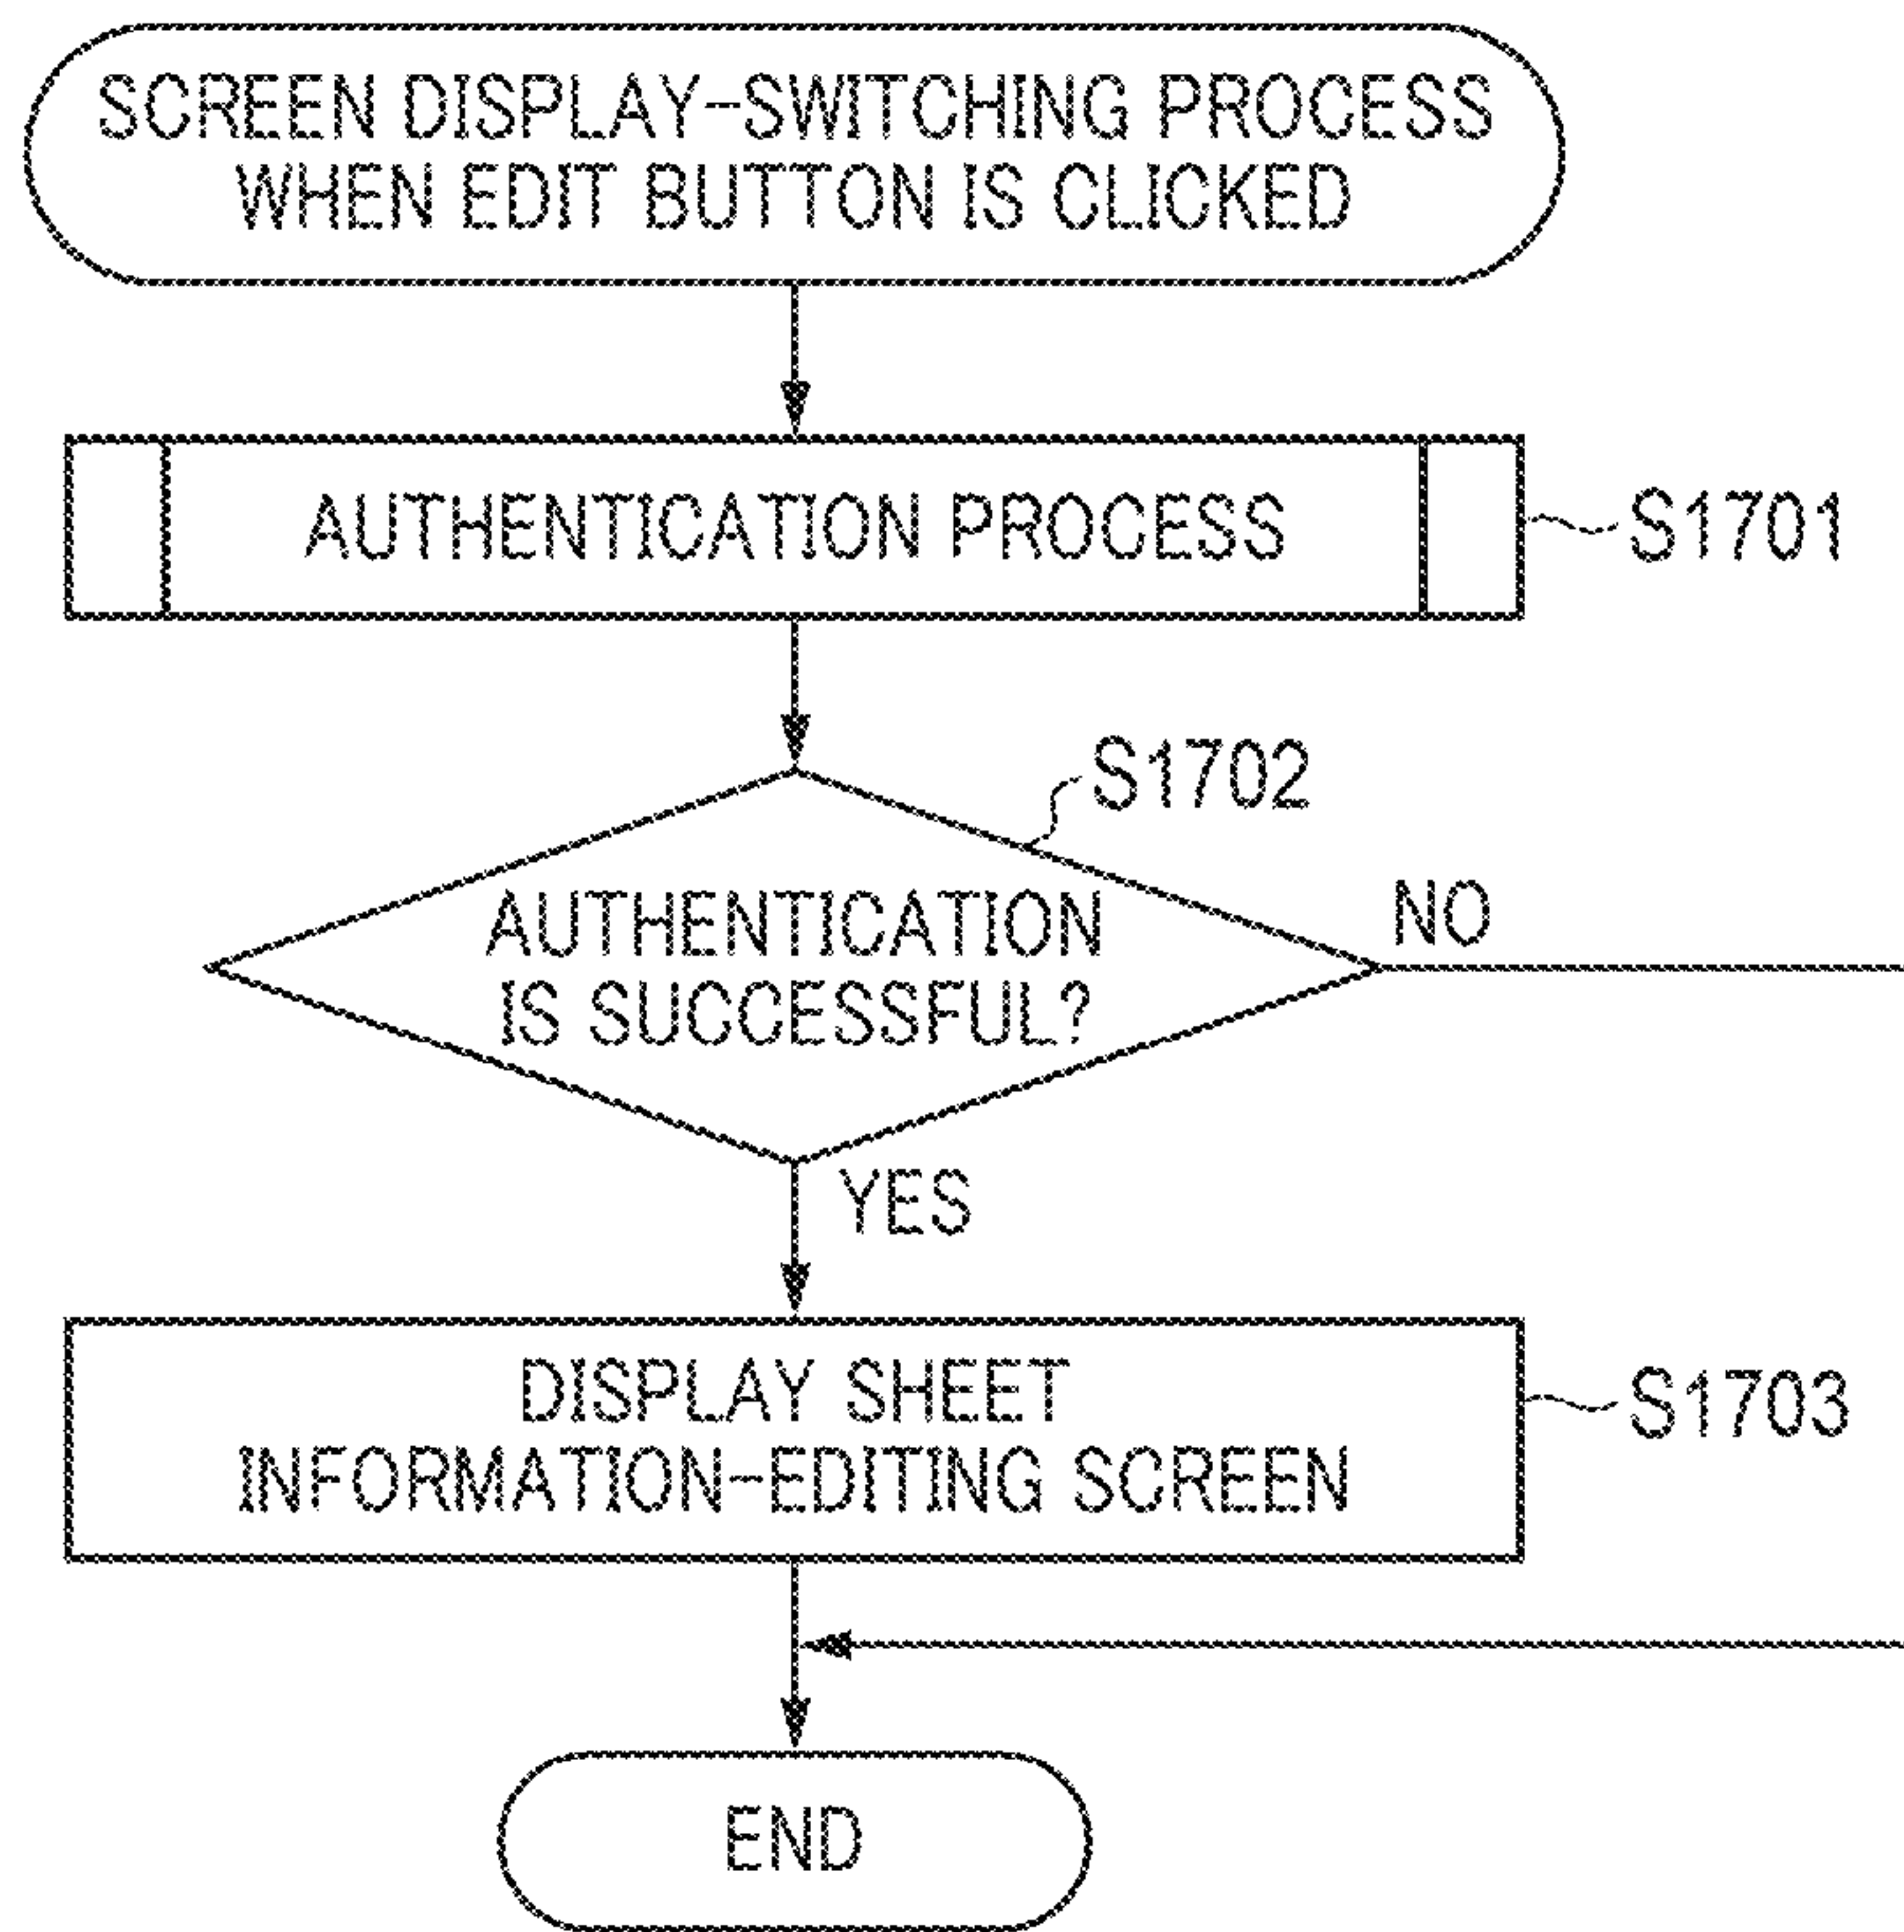 SCREEN DISPLAY-SWITCHING PROCESS
WHEN EDIT BUTTON IS CLICKED
AUTHENTICATION PROCESS
S1701
S1702
AUTHENTICATION
IS SUCCESSFUL?
NO
YES
DISPLAY SHEET
INFORMATION-EDITING SCREEN
S1703
END